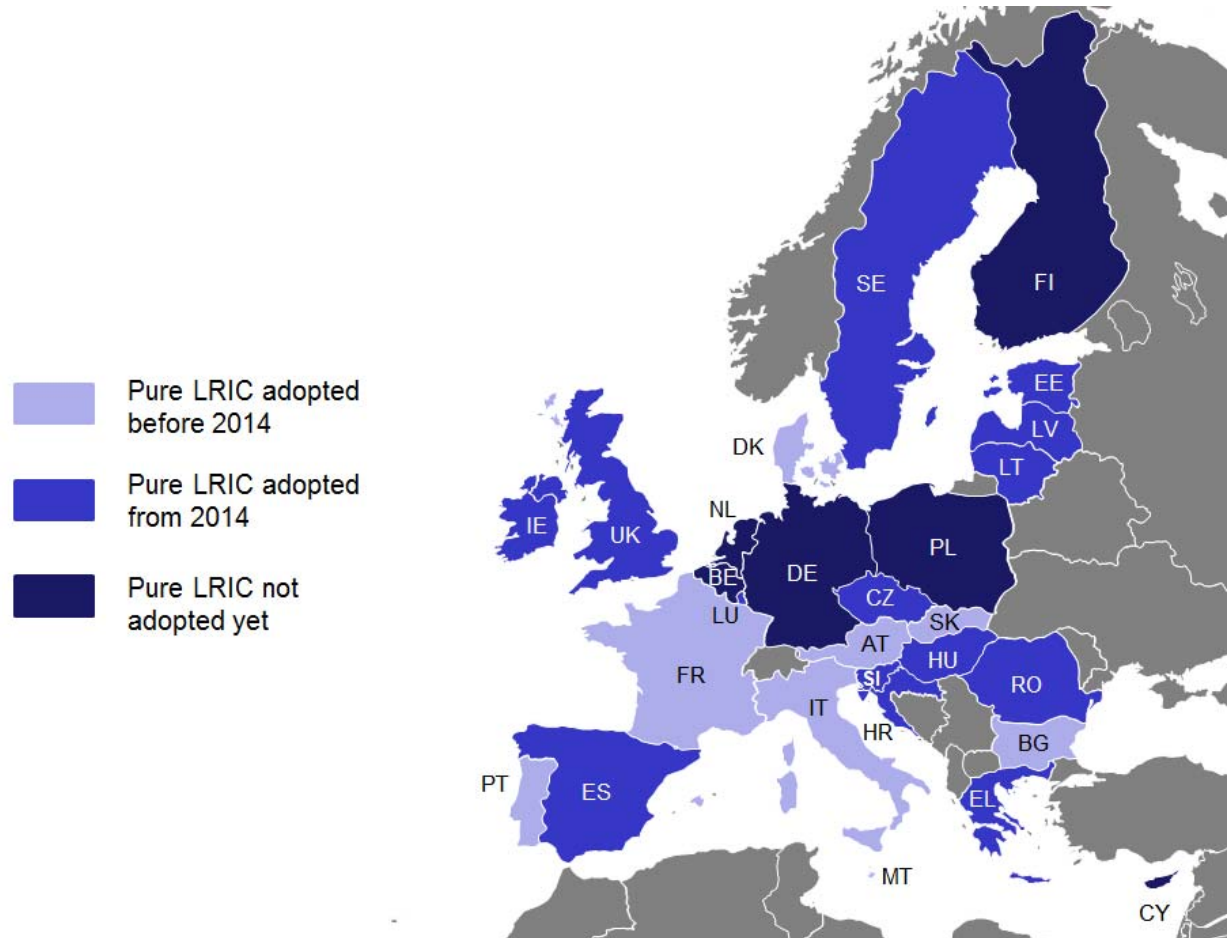 Pure LRIC adopted
before 2014
Pure LRIC adopted
from 2014
Pure LRIC not
adopted yet
SE
FI
EE
LV
LT
DK
IE
UK
NL
BE
LU
DE
PL
CZ
SK
AT
HU
FR
SI
RO
IT
HR
BG
PT
ES
EL
MT
CY